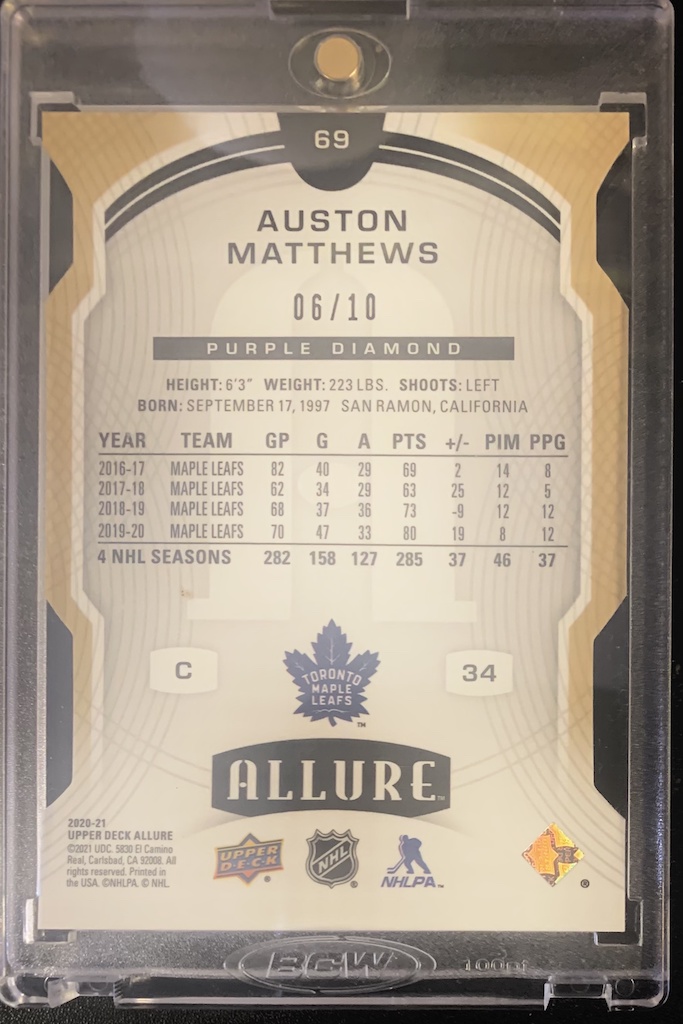 69
AUSTON
MATTHEWS
06/10
PURPLE DIAMOND
HEIGHT: 6'3" WEIGHT: 223 LBS. SHOOTS: LEFT
BORN: SEPTEMBER 17, 1997 SAN RAMON, CALIFORNIA
YEAR TEAM GP G A PTS +/- PIM PPG
2016-17 MAPLE LEAFS 82 40 29 69 2 14 8
2017-18 MAPLE LEAFS 62 34 29 63 25 12 5
2018-19 MAPLE LEAFS 68 37 36 73 -9 12 12
2019-20 MAPLE LEAFS 70 47 33 80 19 8 12
4 NHL SEASONS 282 158 127 285 37 46 37
C
TORONTO
MAPLE
LEAFS
™
34
ALLURE™
2020-21
UPPER DECK ALLURE
©2021 UDC. 5830 El Camino
Real, Carlsbad, CA 92008. All
rights reserved. Printed in
the USA. ©NHLPA. © NHL.
UPPER
D·E·C·K
®
NHL
®
NHLPA™
®
BCW
100pt